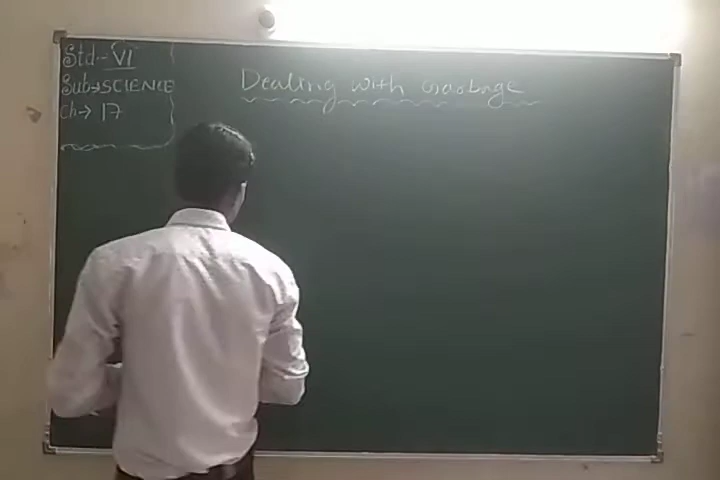 Std:- VI
Sub→SCIENCE
Ch→ 17
Dealing with Garbage